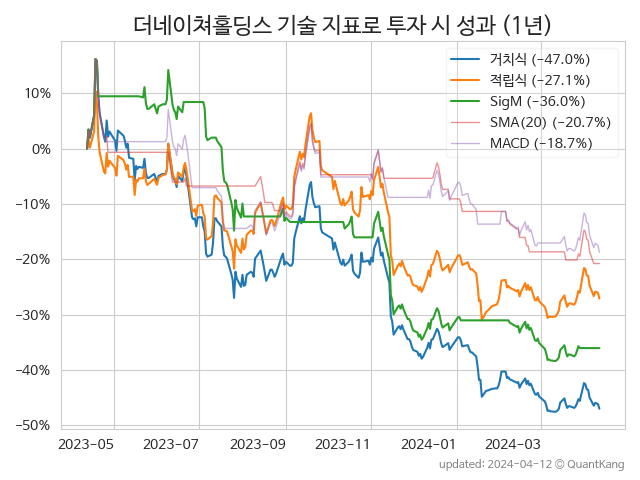 더네이쳐홀딩스 기술 지표로 투자 시 성과 (1년)
거치식 (−47.0%)
적립식 (−27.1%)
SigM (−36.0%)
SMA(20) (−20.7%)
MACD (−18.7%)
10%
0%
−10%
−20%
−30%
−40%
−50%
2023−05 2023−07 2023−09 2023−11 2024−01 2024−03
updated: 2024−04−12 © QuantKang